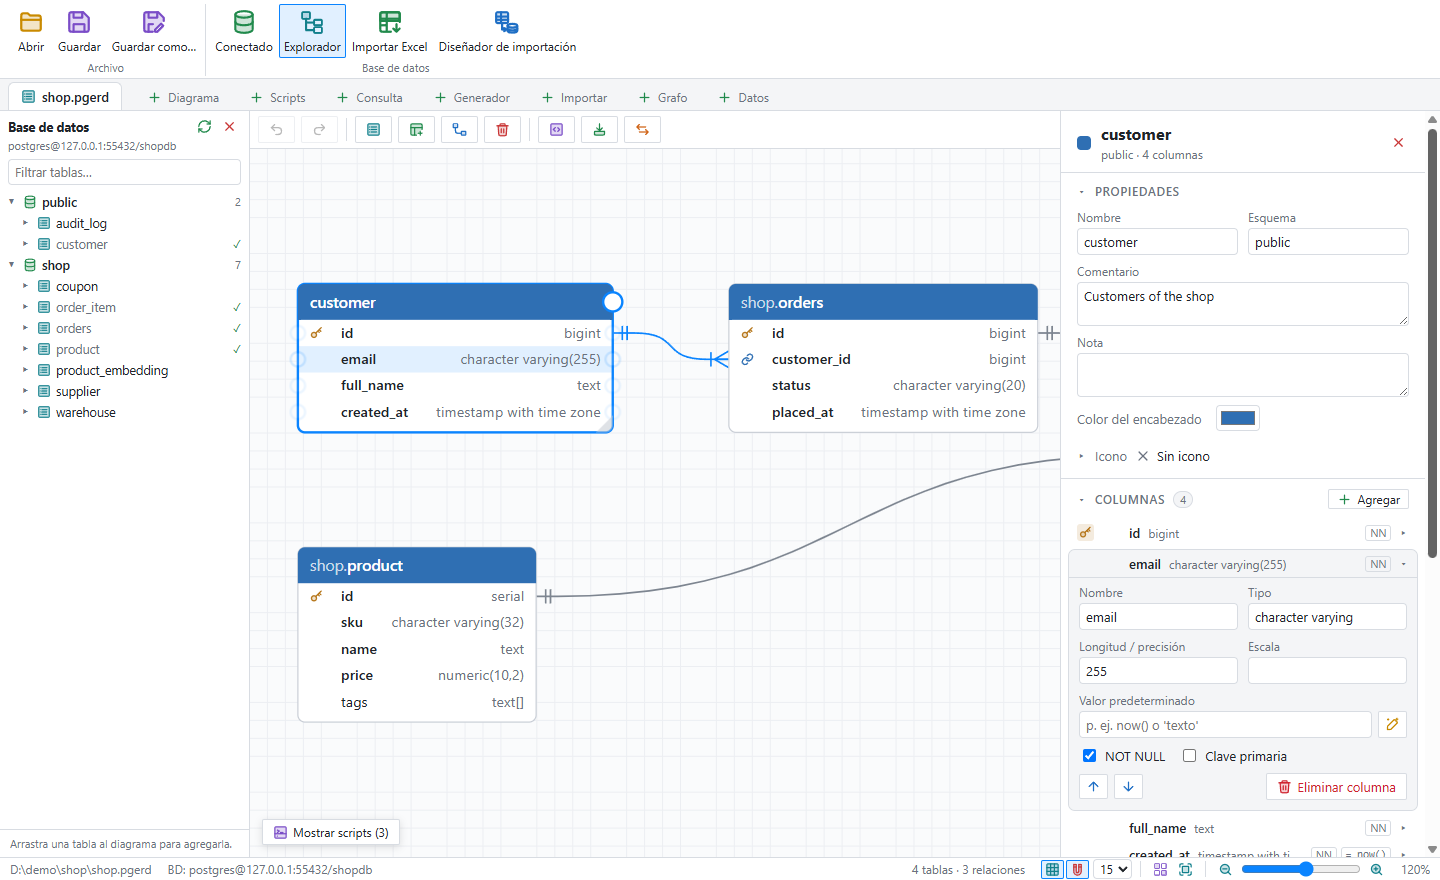 Abrir
Guardar
Guardar como...
Archivo
Conectado
Explorador
Importar Excel
Diseñador de importación
Base de datos
shop.pgerd
Diagrama
Scripts
Consulta
Generador
Importar
Grafo
Datos
Base de datos
postgres@127.0.0.1:55432/shopdb
Filtrar tablas...
public 2
audit_log
customer
shop 7
coupon
order_item
orders
product
product_embedding
supplier
warehouse
Arrastra una tabla al diagrama para agregarla.
customer
id bigint
email character varying(255)
full_name text
created_at timestamp with time zone
shop.orders
id bigint
customer_id bigint
status character varying(20)
placed_at timestamp with time zone
shop.product
id serial
sku character varying(32)
name text
price numeric(10,2)
tags text[]
Mostrar scripts (3)
customer
public · 4 columnas
PROPIEDADES
Nombre Esquema
customer public
Comentario
Customers of the shop
Nota
Color del encabezado
Icono Sin icono
COLUMNAS 4 Agregar
id bigint NN
email character varying(255) NN
Nombre Tipo
email character varying
Longitud / precisión Escala
255
Valor predeterminado
p. ej. now() o 'texto'
NOT NULL Clave primaria
Eliminar columna
full_name text NN
created_at timestamp with ti... NN = now()
D:\demo\shop\shop.pgerd
BD: postgres@127.0.0.1:55432/shopdb
4 tablas · 3 relaciones
15
120%